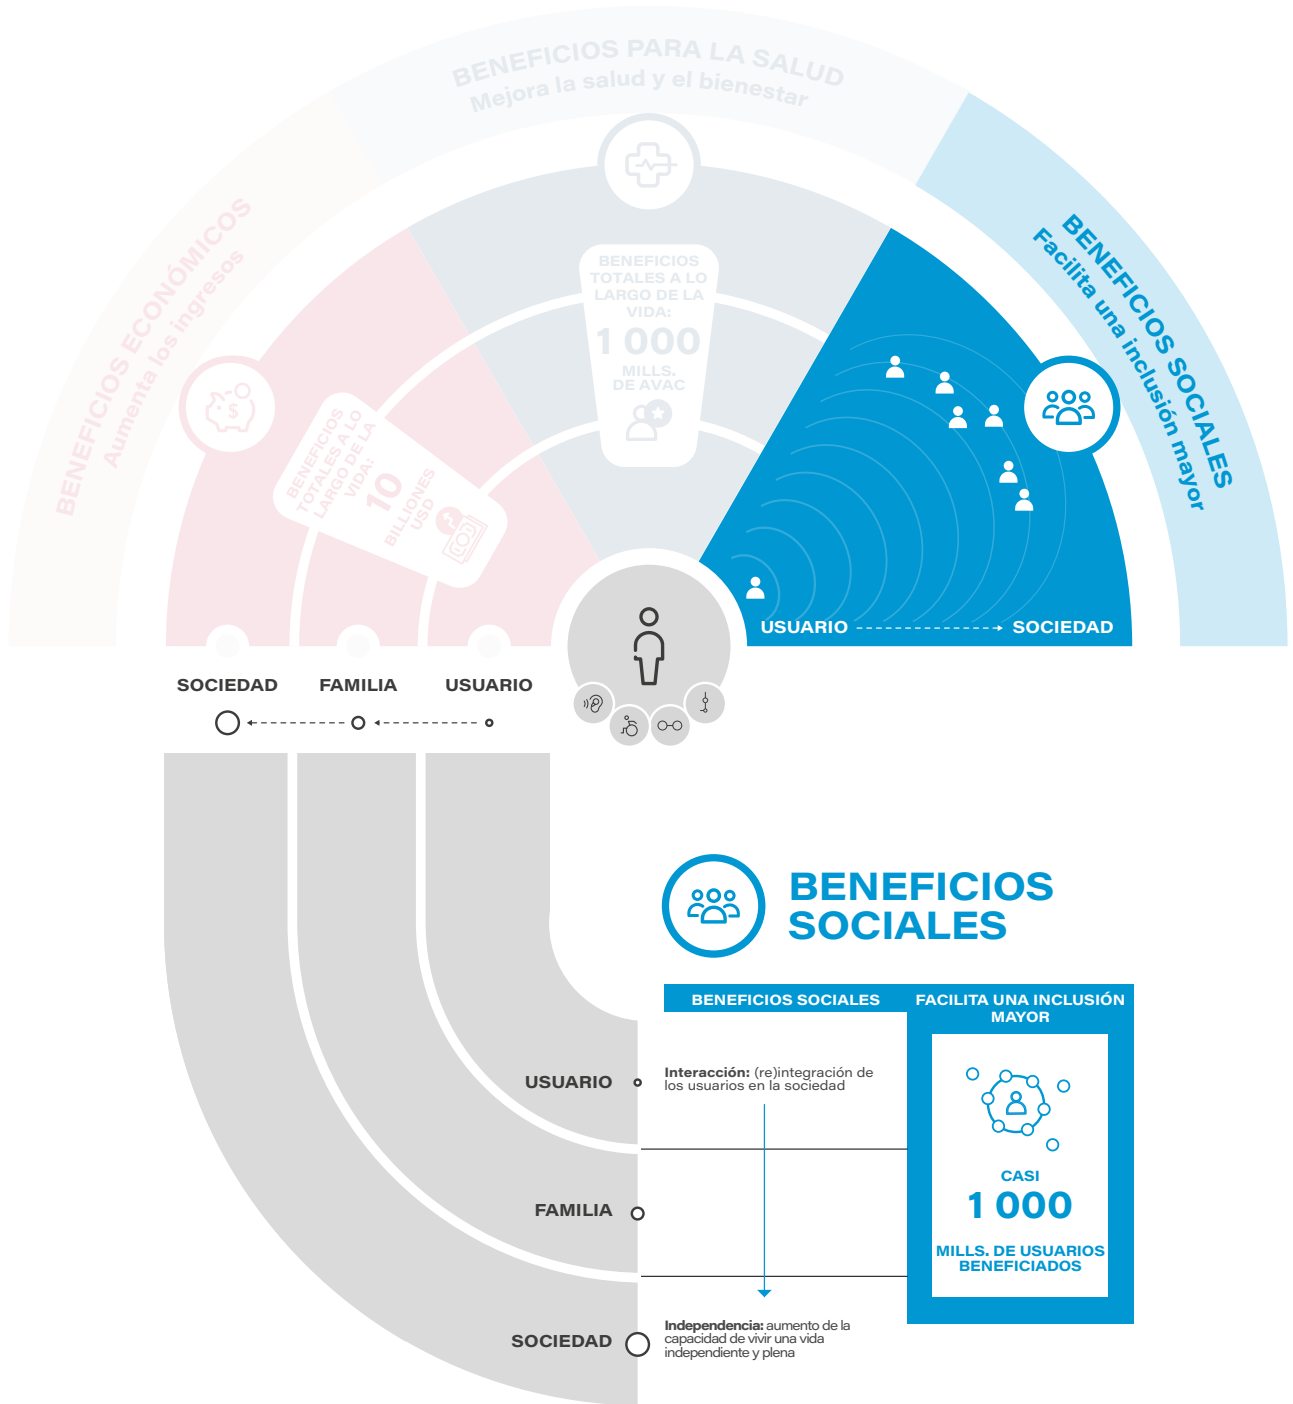 BENEFICIOS PARA LA SALUD
Mejora la salud y el bienestar
BENEFICIOS ECONÓMICOS
Aumenta los ingresos
BENEFICIOS SOCIALES
Facilita una inclusión mayor
BENEFICIOS
TOTALES A LO
LARGO DE LA
VIDA:
1 000
MILLS.
DE AVAC
BENEFICIOS
TOTALES A LO
LARGO DE LA
VIDA:
10
BILLIONES
USD
$
USUARIO
SOCIEDAD
SOCIEDAD
FAMILIA
USUARIO
BENEFICIOS
SOCIALES
BENEFICIOS SOCIALES
FACILITA UNA INCLUSIÓN
MAYOR
USUARIO
Interacción: (re)integración de
los usuarios en la sociedad
CASI
1 000
MILLS. DE USUARIOS
BENEFICIADOS
FAMILIA
SOCIEDAD
Independencia: aumento de la
capacidad de vivir una vida
independiente y plena